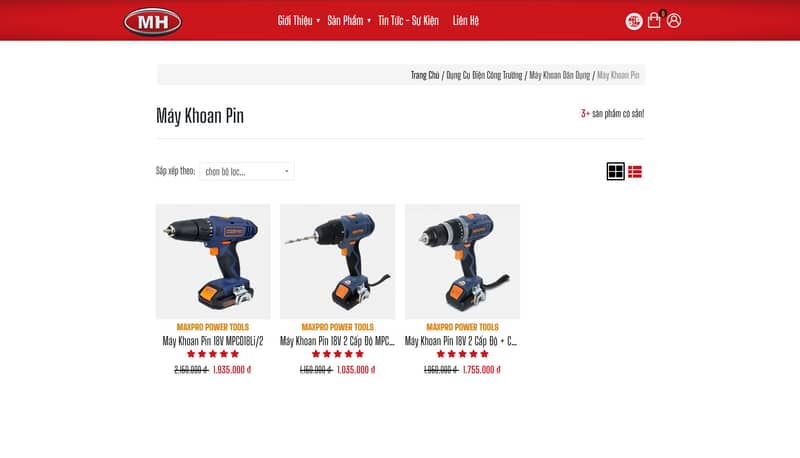 MH
Giới Thiệu ▾ Sản Phẩm ▾ Tin Tức - Sự Kiện Liên Hệ
0
Trang Chủ / Dụng Cụ Điện Công Trường / Máy Khoan Dân Dụng / Máy Khoan Pin
Máy Khoan Pin
3+ sản phẩm có sẵn!
Sắp xếp theo: chọn bộ lọc...
MAXPRO POWER TOOLS
Máy Khoan Pin 18V MPCD18Li/2
2,150,000 đ 1.935.000 đ
MAXPRO POWER TOOLS
Máy Khoan Pin 18V 2 Cấp Độ MPC...
1,150,000 đ 1.035.000 đ
MAXPRO POWER TOOLS
Máy Khoan Pin 18V 2 Cấp Độ + C...
1,950,000 đ 1.755.000 đ